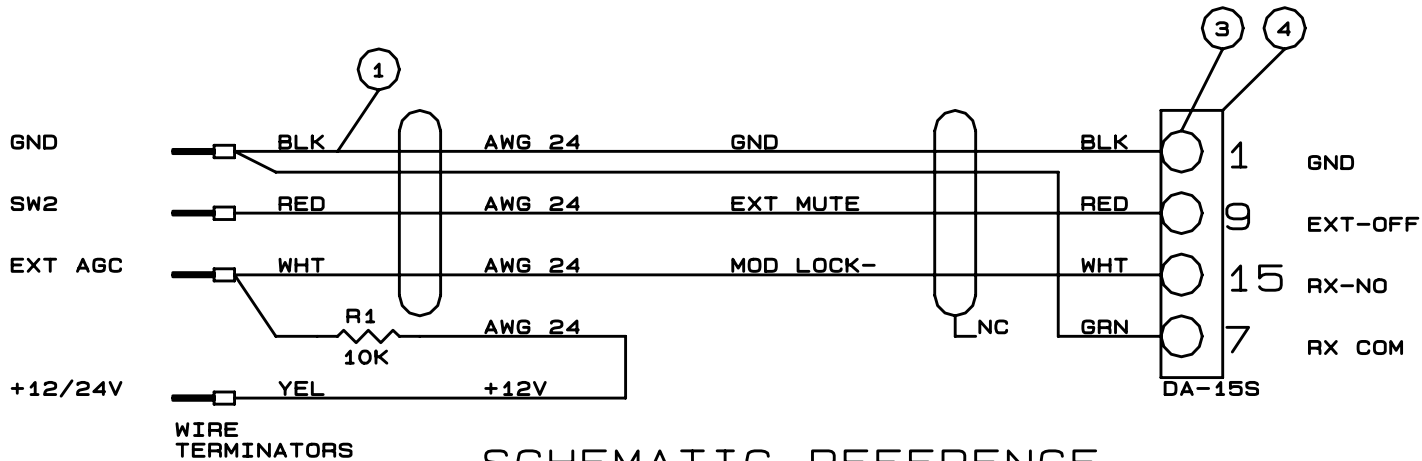 3 4
1
GND BLK AWG 24 GND BLK 1 GND
SW2 RED AWG 24 EXT MUTE RED 9 EXT-OFF
EXT AGC WHT AWG 24 MOD LOCK- WHT 15 RX-NO
R1 AWG 24 NC GRN 7 RX COM
10K
+12/24V YEL +12V DA-15S
WIRE
TERMINATORS
SCHEMATIC REFERENCE